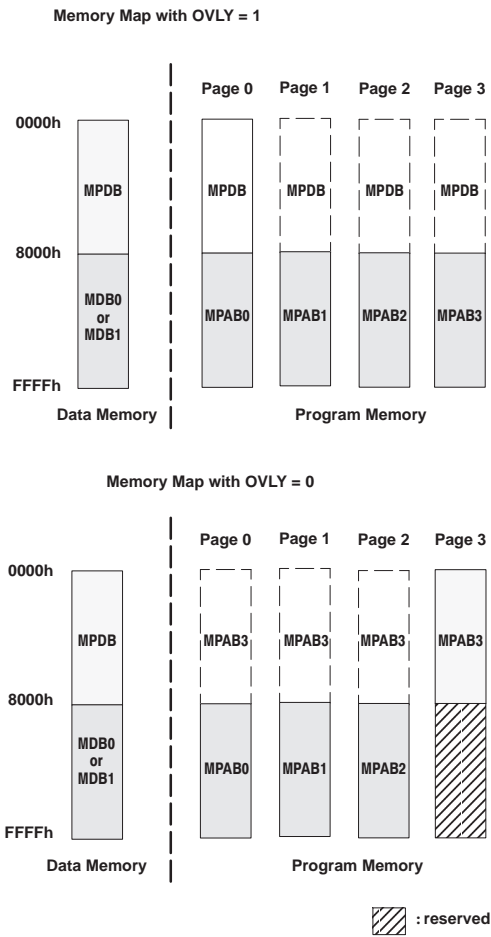 Memory Map with OVLY = 1
Page 0 Page 1 Page 2 Page 3
0000h
MPDB MPDB MPDB MPDB MPDB
8000h
MDB0
or
MDB1
MPAB0 MPAB1 MPAB2 MPAB3
FFFFh
Data Memory Program Memory
Memory Map with OVLY = 0
Page 0 Page 1 Page 2 Page 3
0000h
MPDB MPAB3 MPAB3 MPAB3 MPAB3
8000h
MDB0
or
MDB1
MPAB0 MPAB1 MPAB2
FFFFh
Data Memory Program Memory
: reserved